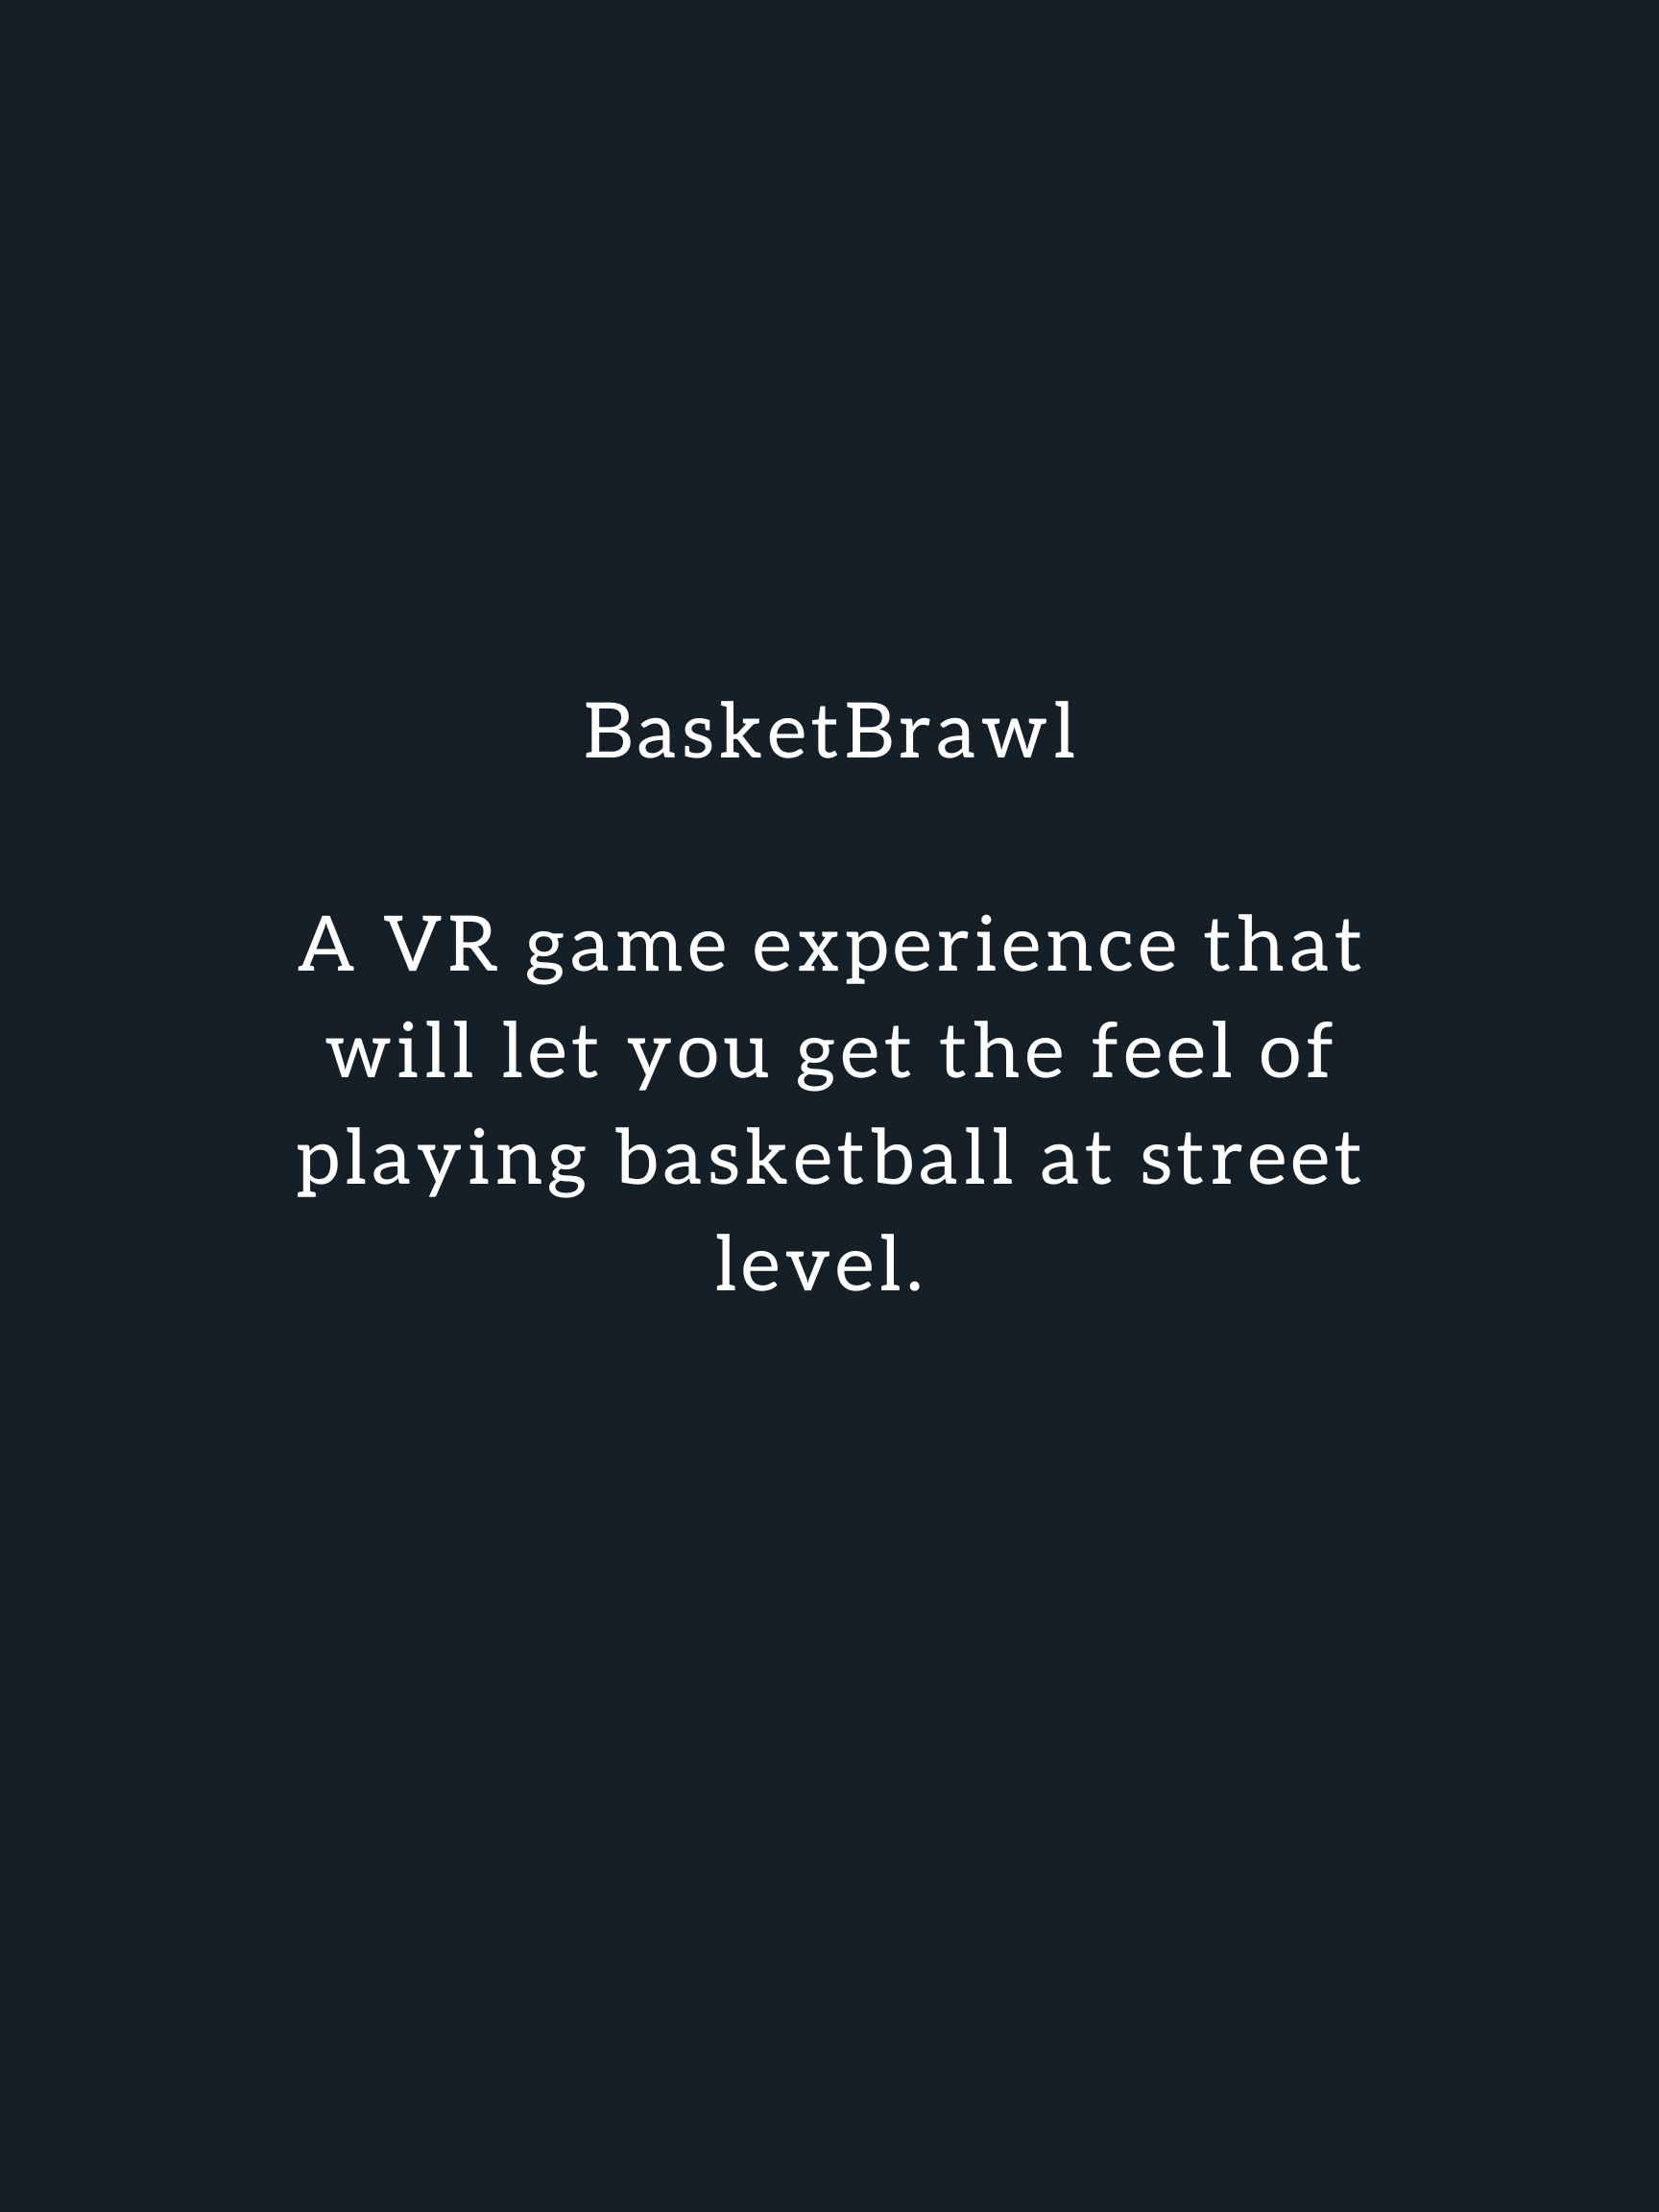 BasketBrawl
A VR game experience that
will let you get the feel of
playing basketball at street
level.